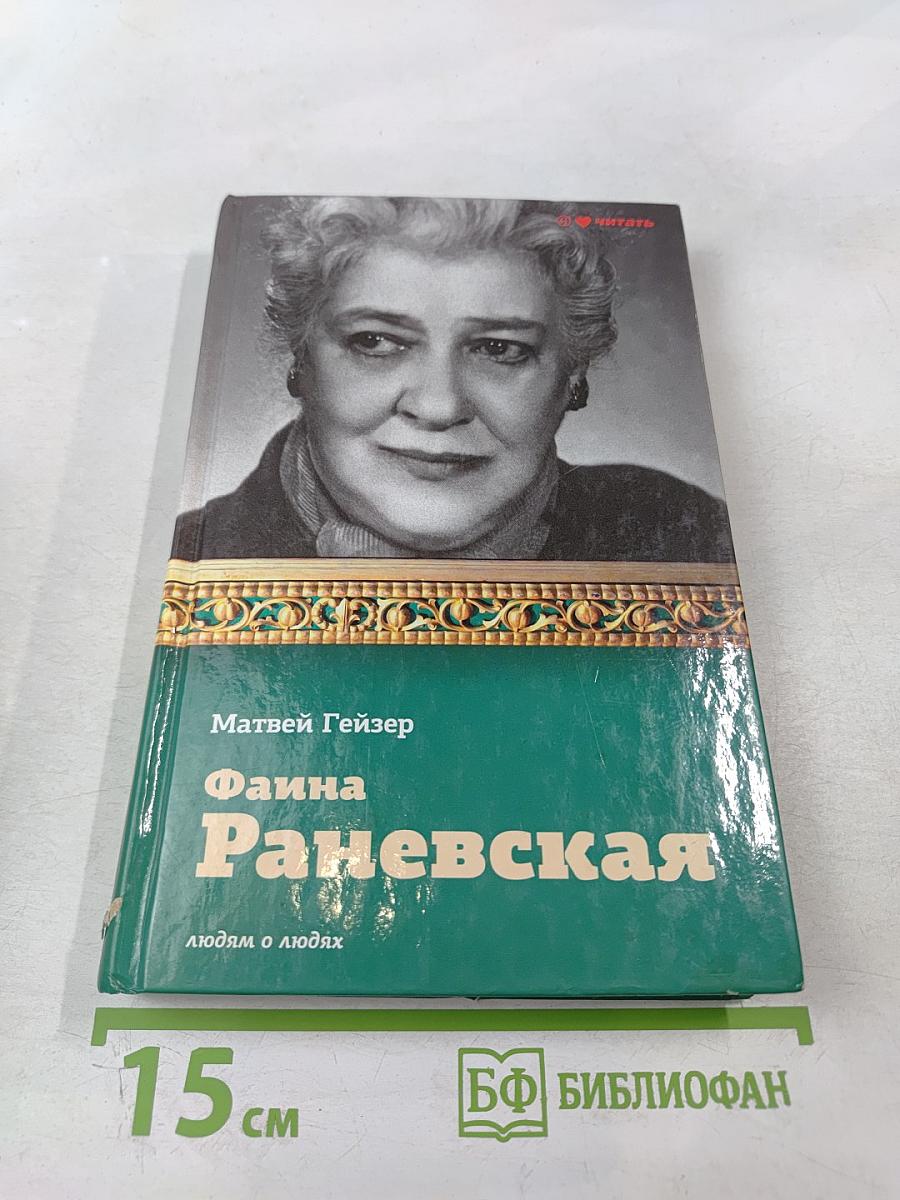 читать
Матвей Гейзер
Фаина
Раневская
людям о людях
15 см
БФ БИБЛИОФАН